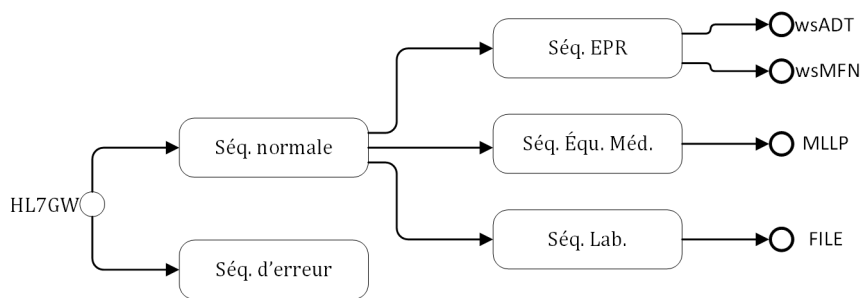 wsADT
Séq. EPR
wsMFN
Séq. normale
Séq. Équ. Méd.
MLLP
HL7GW
Séq. d'erreur
Séq. Lab.
FILE